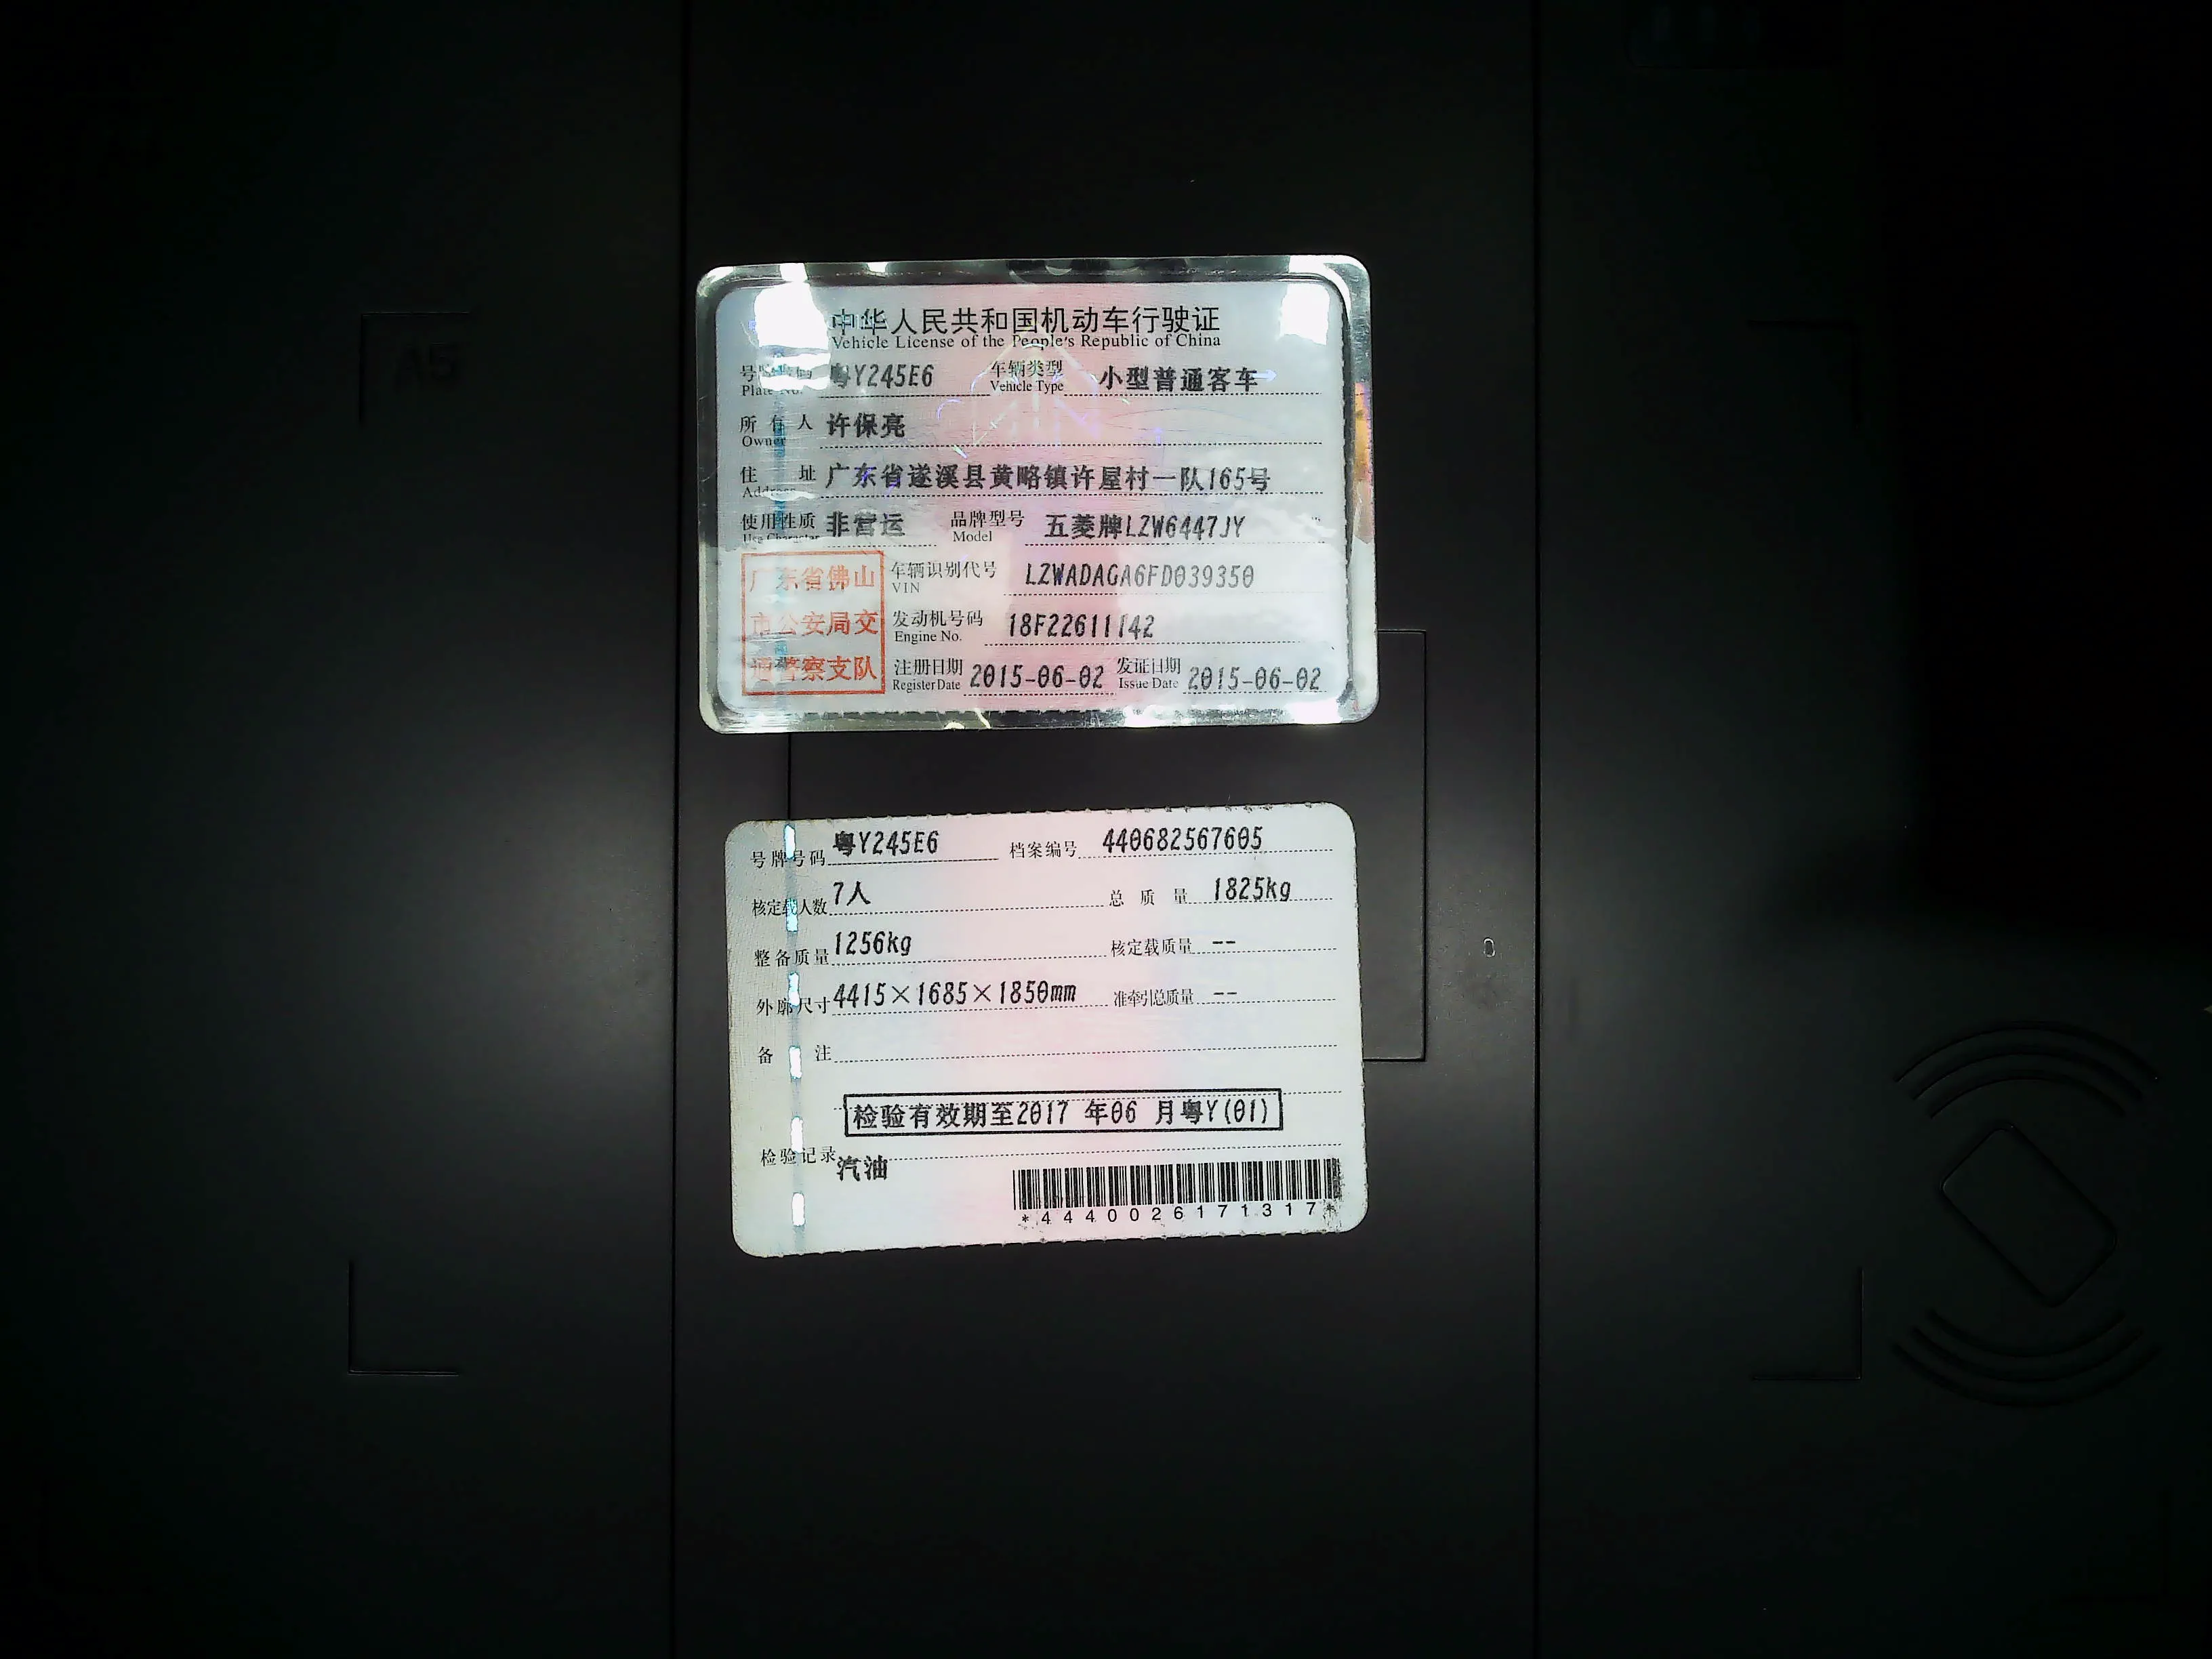 中华人民共和国机动车行驶证
Vehicle License of the People's Republic of China
号牌号码 粤Y245E6 车辆类型 小型普通客车
Plate No. Vehicle Type
所有人 许保亮
Owner
住址 广东省遂溪县黄略镇许屋村一队165号
Address
使用性质 非营运 品牌型号 五菱牌LZW6447JY
Use Character Model
广东省佛山
市公安局交
通警察支队
车辆识别代号 LZWADAGA6FD039350
VIN
发动机号码 18F22611142
Engine No.
注册日期 2015-06-02 发证日期 2015-06-02
Register Date Issue Date
号牌号码 粤Y245E6 档案编号 440682567605
核定载人数 7人 总质量 1825kg
整备质量 1256kg 核定载质量 --
外廓尺寸 4415×1685×1850mm 准牵引总质量 --
备注
检验有效期至2017 年06 月粤Y(01)
检验记录
汽油
*4440026171317*
A5